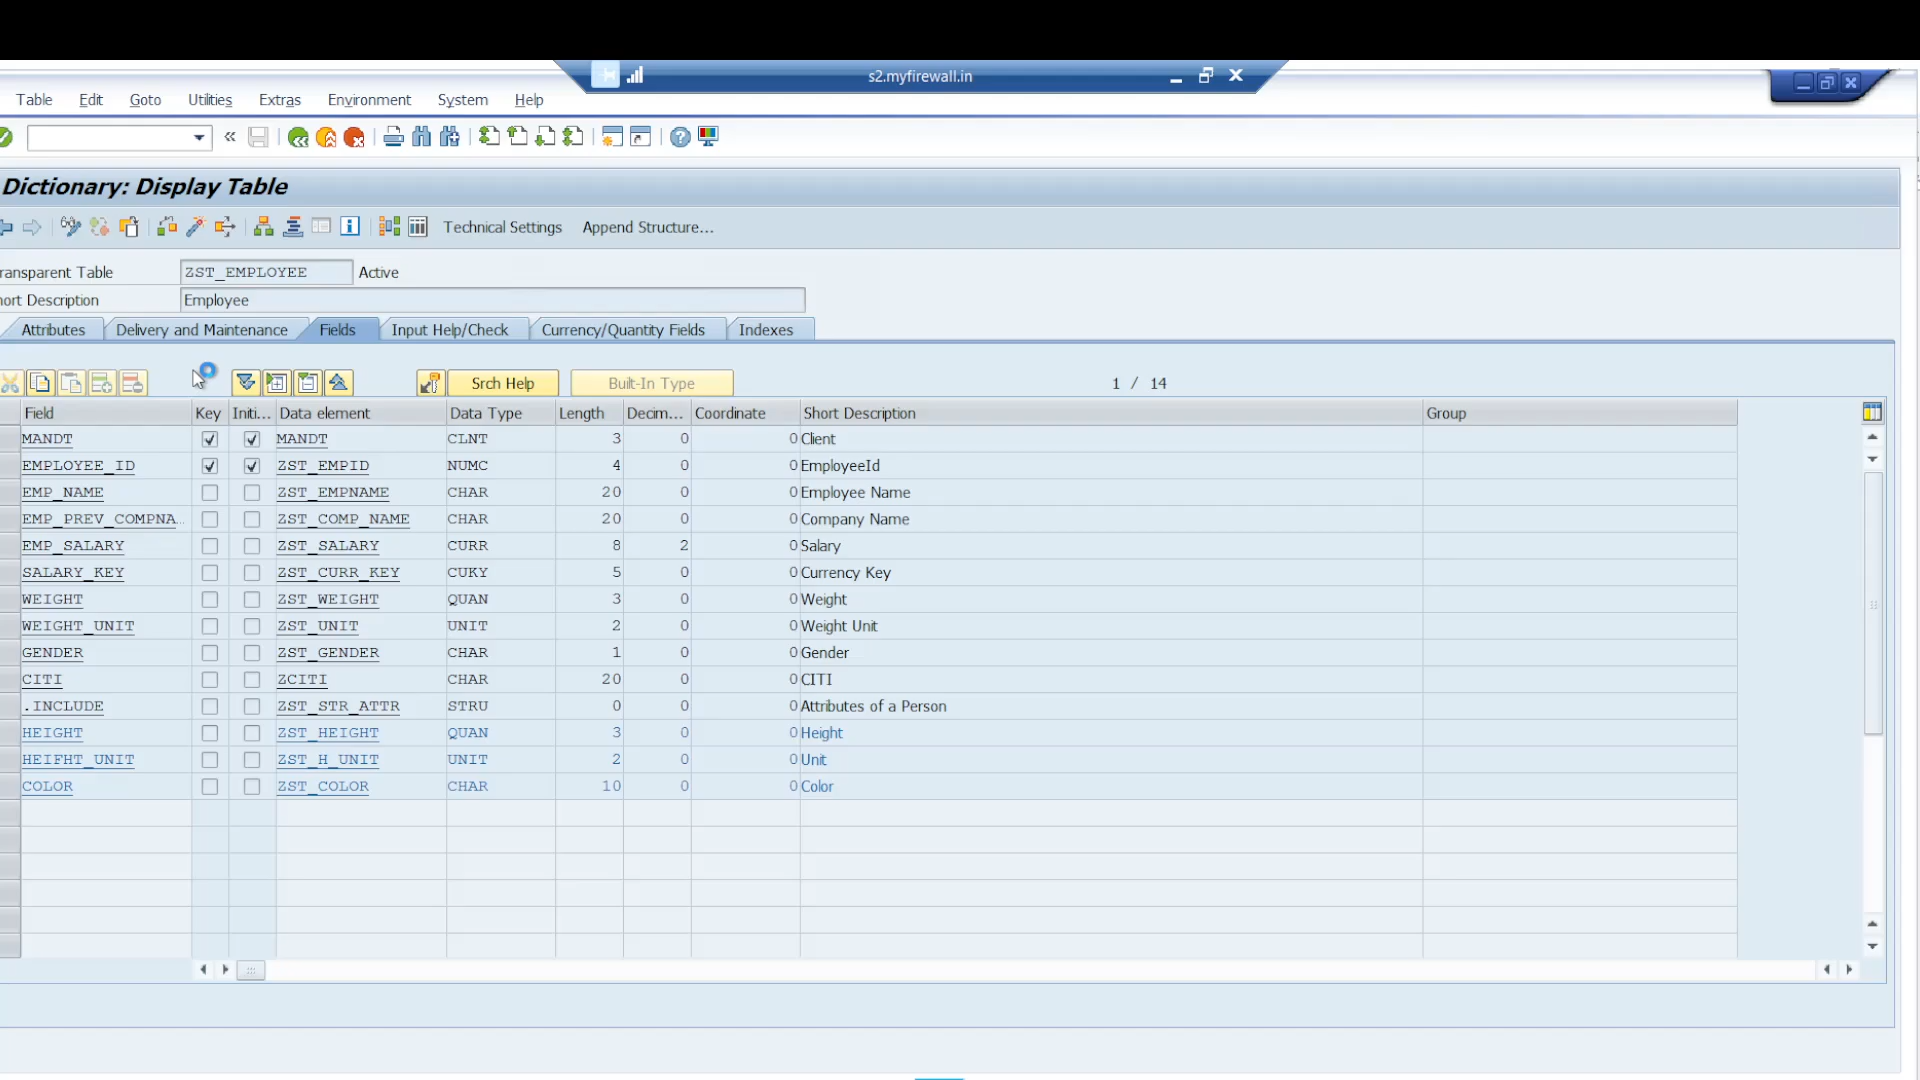 s2.myfirewall.in
Table Edit Goto Utilities Extras Environment System Help
Dictionary: Display Table
Technical Settings Append Structure...
ransparent Table ZST_EMPLOYEE Active
hort Description Employee
Attributes Delivery and Maintenance Fields Input Help/Check Currency/Quantity Fields Indexes
Srch Help Built-In Type 1 / 14
Field Key Initi... Data element Data Type Length Decim... Coordinate Short Description Group
MANDT MANDT CLNT 3 0 0 Client
EMPLOYEE_ID ZST_EMPID NUMC 4 0 0 EmployeeId
EMP_NAME ZST_EMPNAME CHAR 20 0 0 Employee Name
EMP_PREV_COMPNA ZST_COMP_NAME CHAR 20 0 0 Company Name
EMP_SALARY ZST_SALARY CURR 8 2 0 Salary
SALARY_KEY ZST_CURR_KEY CUKY 5 0 0 Currency Key
WEIGHT ZST_WEIGHT QUAN 3 0 0 Weight
WEIGHT_UNIT ZST_UNIT UNIT 2 0 0 Weight Unit
GENDER ZST_GENDER CHAR 1 0 0 Gender
CITI ZCITI CHAR 20 0 0 CITI
.INCLUDE ZST_STR_ATTR STRU 0 0 0 Attributes of a Person
HEIGHT ZST_HEIGHT QUAN 3 0 0 Height
HEIFHT_UNIT ZST_H_UNIT UNIT 2 0 0 Unit
COLOR ZST_COLOR CHAR 10 0 0 Color